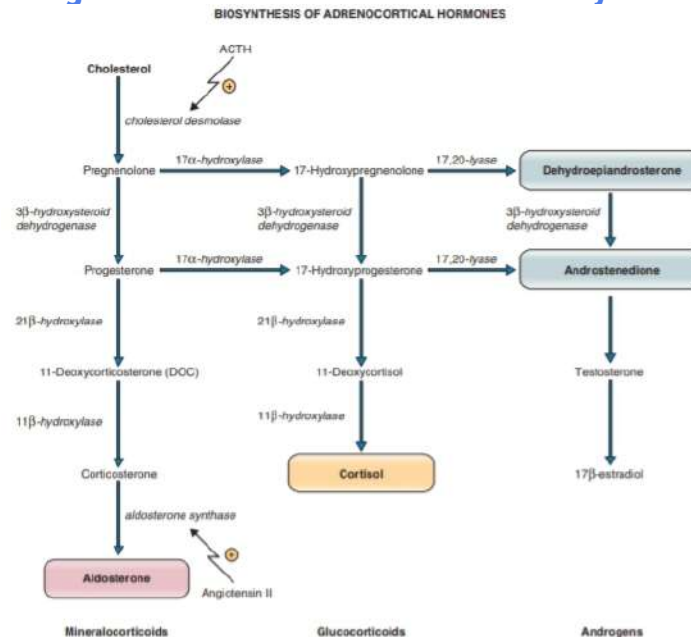 BIOSYNTHESIS OF ADRENOCORTICAL HORMONES
ACTH
Cholesterol
+
cholesterol desmolase
17α-hydroxylase
17,20-lyase
Pregnenolone
17-Hydroxypregnenolone
Dehydroepiandrosterone
3β-hydroxysteroid
dehydrogenase
3β-hydroxysteroid
dehydrogenase
3β-hydroxysteroid
dehydrogenase
17α-hydroxylase
17,20-lyase
Progesterone
17-Hydroxyprogesterone
Androstenedione
21β-hydroxylase
21β-hydroxylase
11-Deoxycorticosterone (DOC)
11-Deoxycortisol
Testosterone
11β-hydroxylase
11β-hydroxylase
Corticosterone
Cortisol
17β-estradiol
aldosterone synthase
+
Aldosterone
Angiotensin II
Mineralocorticoids
Glucocorticoids
Androgens